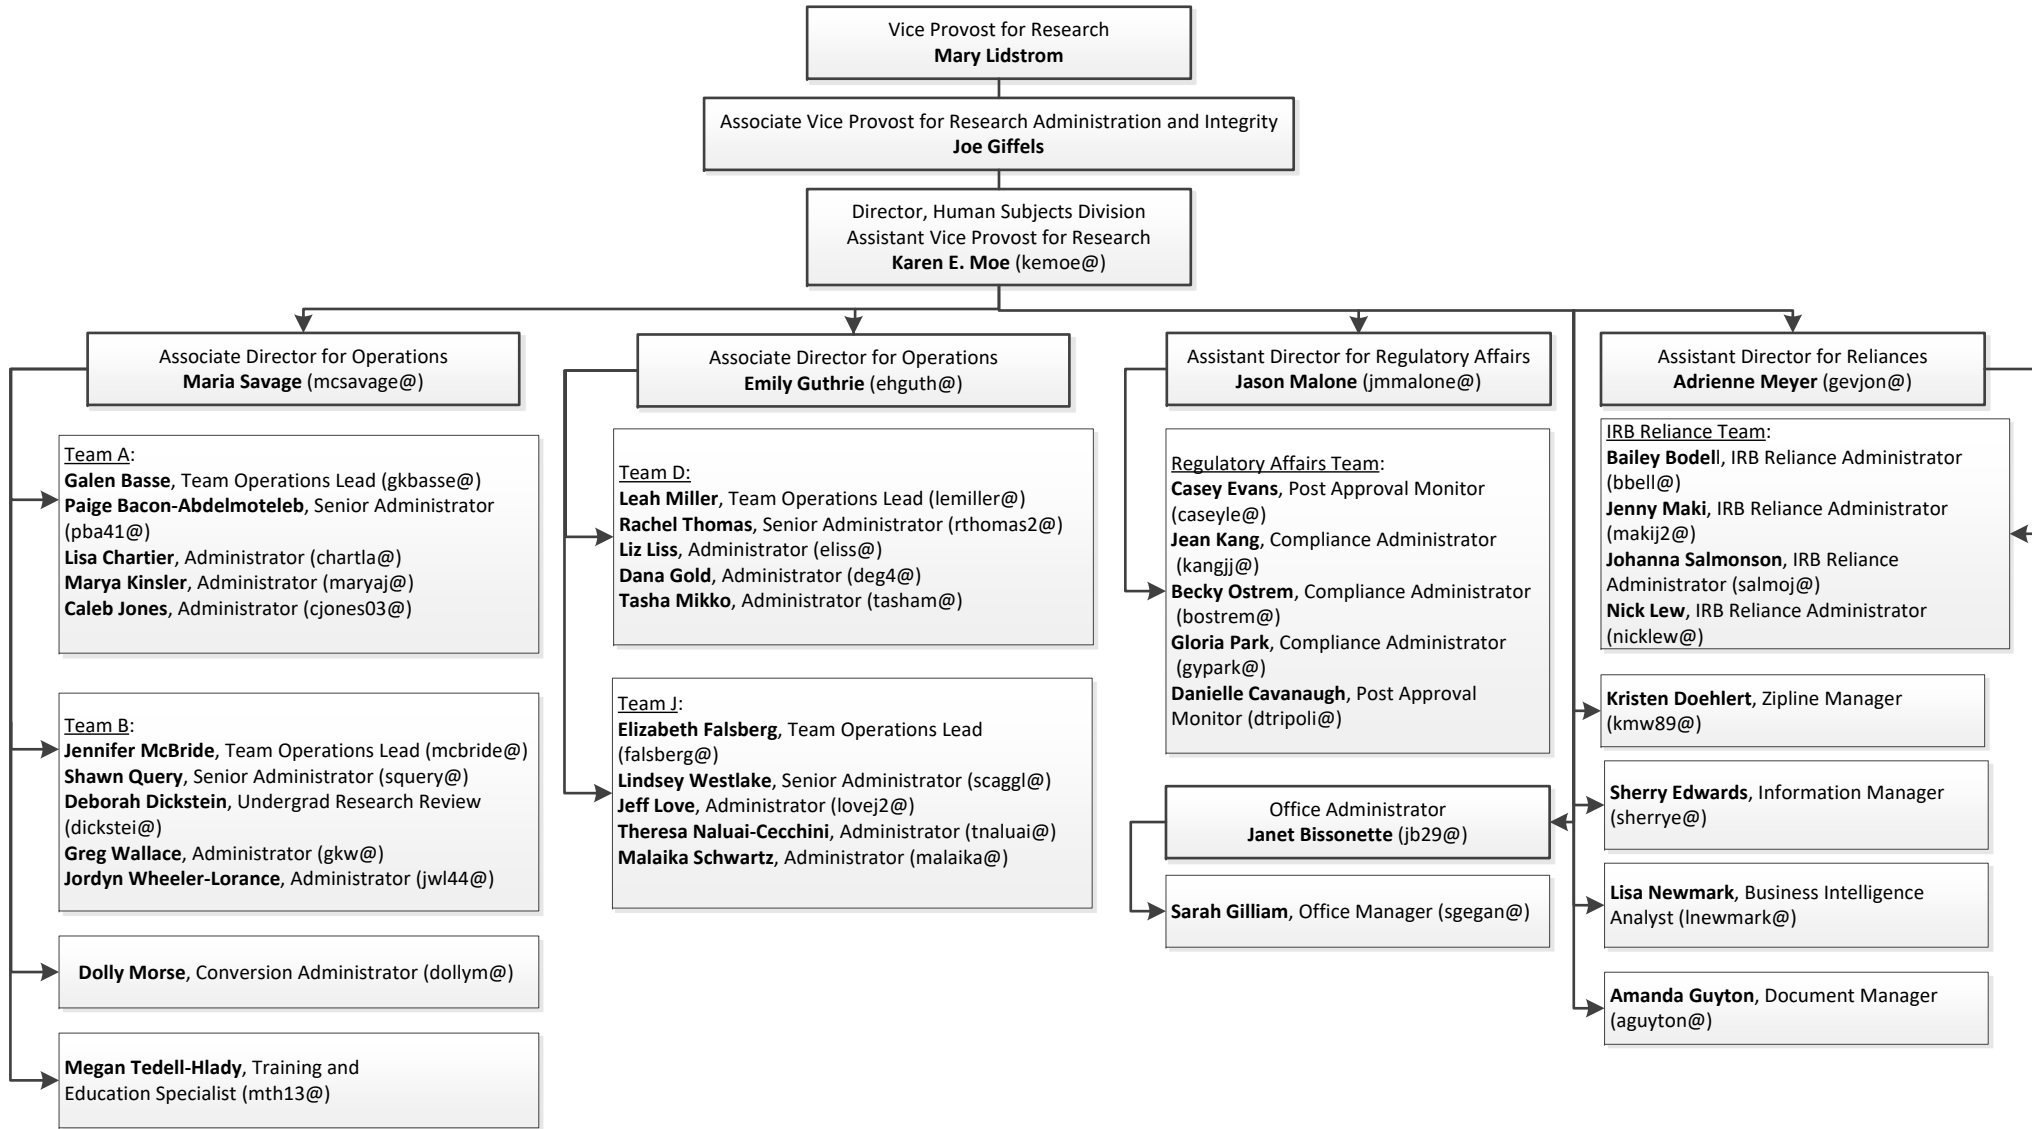 Vice Provost for Research
Mary Lidstrom
Associate Vice Provost for Research Administration and Integrity
Joe Giffels
Director, Human Subjects Division
Assistant Vice Provost for Research
Karen E. Moe (kemoe@)
Associate Director for Operations
Maria Savage (mcsavage@)
Team A:
Galen Basse, Team Operations Lead (gkbasse@)
Paige Bacon-Abdelmoteleb, Senior Administrator
(pba41@)
Lisa Chartier, Administrator (chartla@)
Marya Kinsler, Administrator (maryaj@)
Caleb Jones, Administrator (cjones03@)
Team B:
Jennifer McBride, Team Operations Lead (mcbride@)
Shawn Query, Senior Administrator (squery@)
Deborah Dickstein, Undergrad Research Review
(dickstei@)
Greg Wallace, Administrator (gkw@)
Jordyn Wheeler-Lorance, Administrator (jwl44@)
Dolly Morse, Conversion Administrator (dollym@)
Megan Tedell-Hlady, Training and
Education Specialist (mth13@)
Associate Director for Operations
Emily Guthrie (ehguth@)
Team D:
Leah Miller, Team Operations Lead (lemiller@)
Rachel Thomas, Senior Administrator (rthomas2@)
Liz Liss, Administrator (eliss@)
Dana Gold, Administrator (deg4@)
Tasha Mikko, Administrator (tasham@)
Team J:
Elizabeth Falsberg, Team Operations Lead
(falsberg@)
Lindsey Westlake, Senior Administrator (scaggl@)
Jeff Love, Administrator (lovej2@)
Theresa Naluai-Cecchini, Administrator (tnaluai@)
Malaika Schwartz, Administrator (malaika@)
Assistant Director for Regulatory Affairs
Jason Malone (jmmalone@)
Regulatory Affairs Team:
Casey Evans, Post Approval Monitor
(caseyle@)
Jean Kang, Compliance Administrator
(kangjj@)
Becky Ostrem, Compliance Administrator
(bostrem@)
Gloria Park, Compliance Administrator
(gypark@)
Danielle Cavanaugh, Post Approval
Monitor (dtripoli@)
Office Administrator
Janet Bissonette (jb29@)
Sarah Gilliam, Office Manager (sgegan@)
Assistant Director for Reliances
Adrienne Meyer (gevjon@)
IRB Reliance Team:
Bailey Bodell, IRB Reliance Administrator
(bbell@)
Jenny Maki, IRB Reliance Administrator
(makij2@)
Johanna Salmonson, IRB Reliance
Administrator (salmoj@)
Nick Lew, IRB Reliance Administrator
(nicklew@)
Kristen Doehlert, Zipline Manager
(kmw89@)
Sherry Edwards, Information Manager
(sherrye@)
Lisa Newmark, Business Intelligence
Analyst (lnewmark@)
Amanda Guyton, Document Manager
(aguyton@)